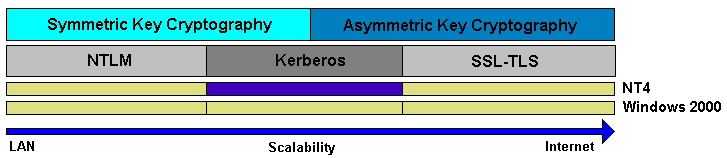 Symmetric Key Cryptography Asymmetric Key Cryptography
NTLM Kerberos SSL-TLS
NT4
Windows 2000
LAN Scalability Internet